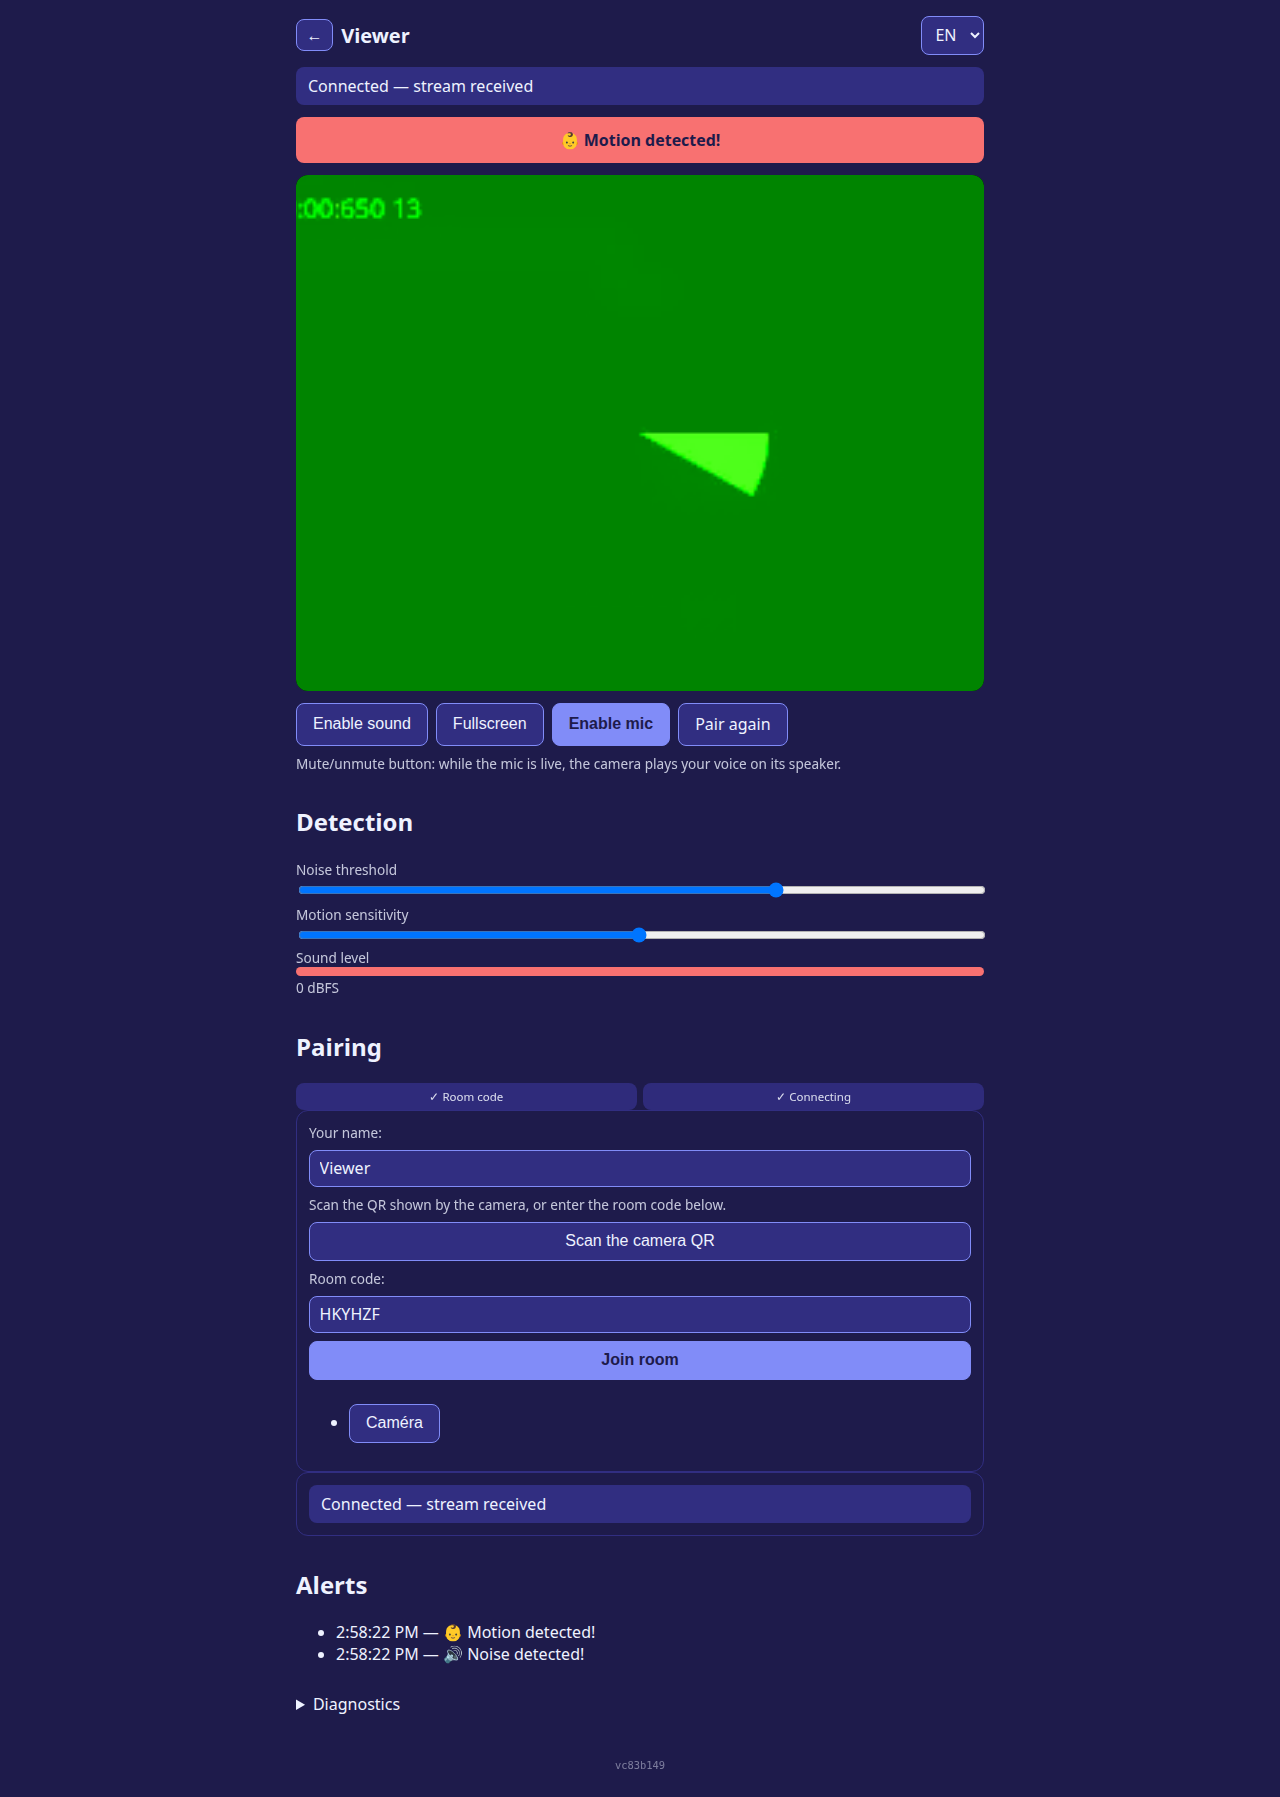 ← Viewer
EN
Connected — stream received
👶 Motion detected!
:00:650 13
Enable sound
Fullscreen
Enable mic
Pair again
Mute/unmute button: while the mic is live, the camera plays your voice on its speaker.
Detection
Noise threshold
Motion sensitivity
Sound level
0 dBFS
Pairing
✓ Room code
✓ Connecting
Your name:
Viewer
Scan the QR shown by the camera, or enter the room code below.
Scan the camera QR
Room code:
HKYHZF
Join room
Caméra
Connected — stream received
Alerts
2:58:22 PM — 👶 Motion detected!
2:58:22 PM — 🔊 Noise detected!
Diagnostics
vc83b149